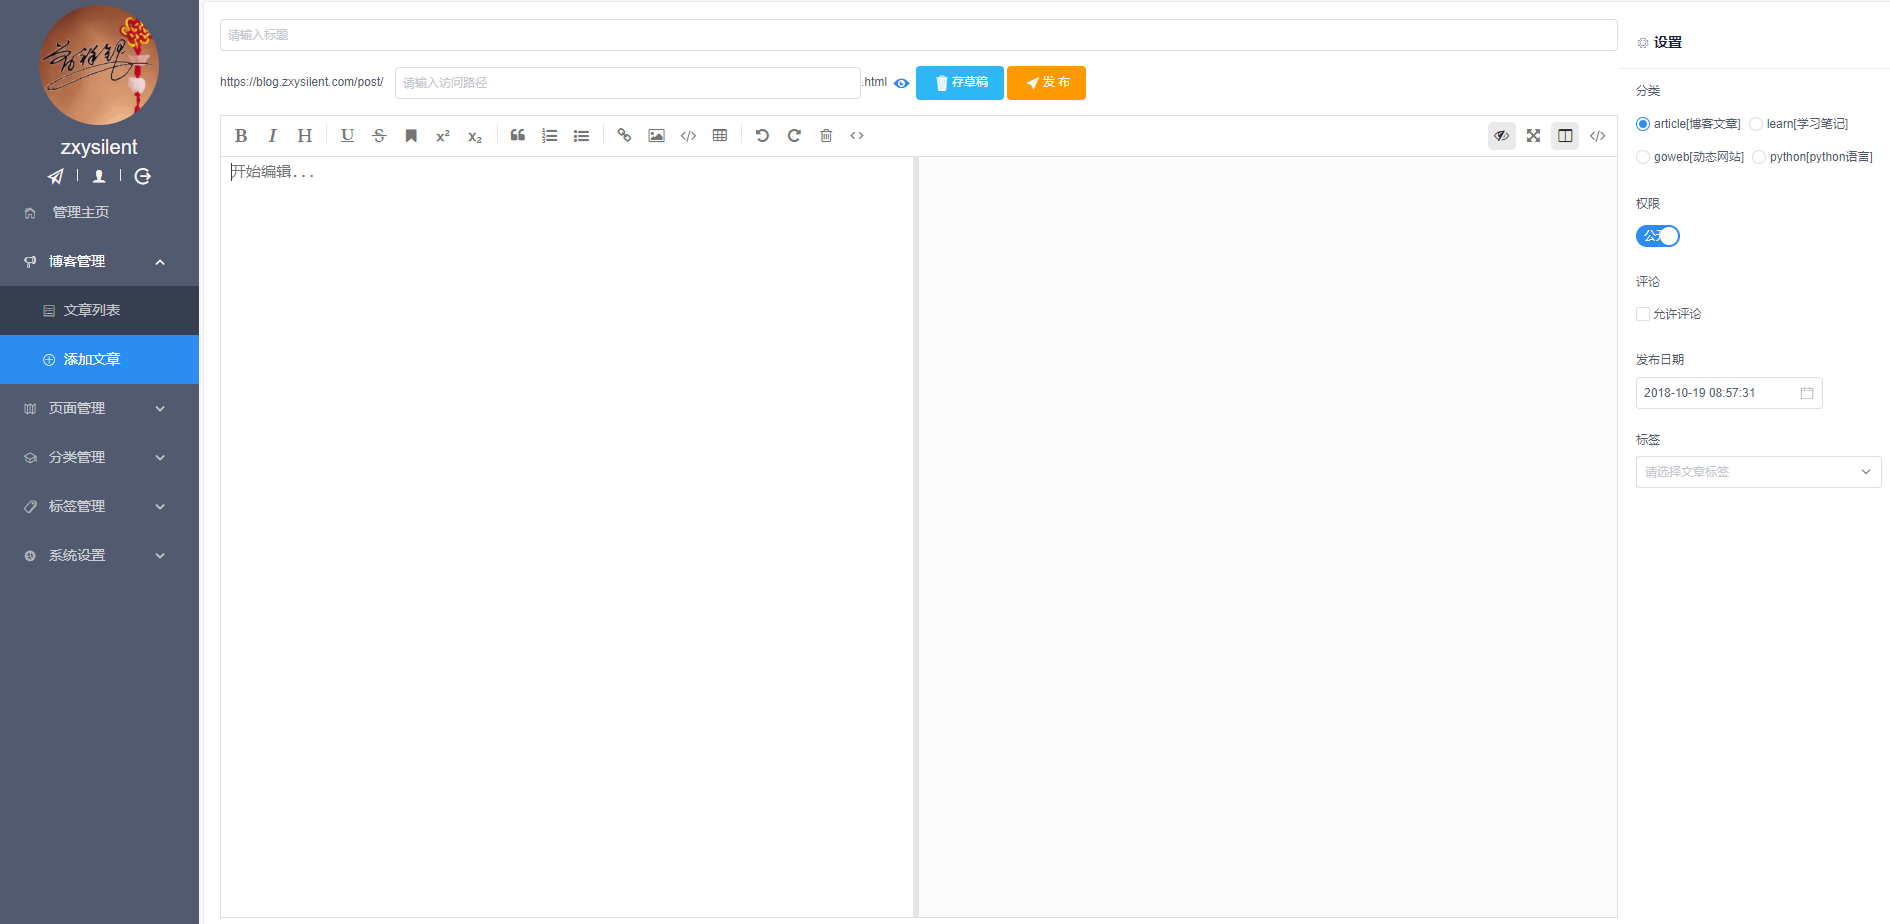 zxysilent
管理主页
博客管理
文章列表
添加文章
页面管理
分类管理
标签管理
系统设置
请输入标题
https://blog.zxysilent.com/post/ 请输入访问路径 .html 存草稿 发 布
B I H U S x² x₂
开始编辑...
设置
分类
article[博客文章] learn[学习笔记]
goweb[动态网站] python[python语言]
权限
公
评论
允许评论
发布日期
2018-10-19 08:57:31
标签
请选择文章标签